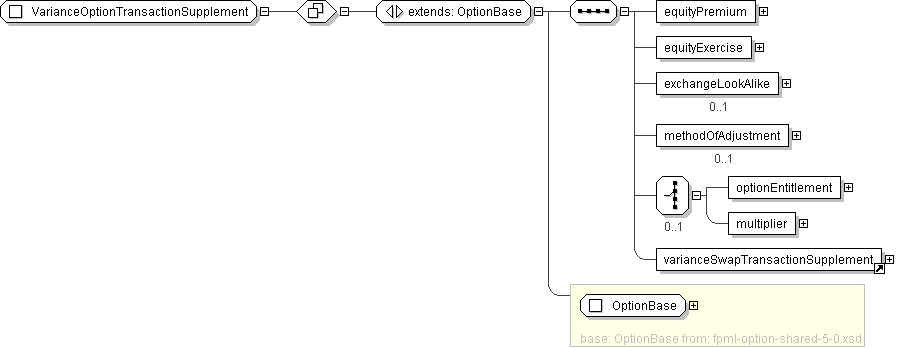 VarianceOptionTransactionSupplement
extends: OptionBase
equityPremium
equityExercise
exchangeLookAlike
0..1
methodOfAdjustment
0..1
optionEntitlement
0..1
multiplier
varianceSwapTransactionSupplement
OptionBase
base: OptionBase from: fpml-option-shared-5-0.xsd